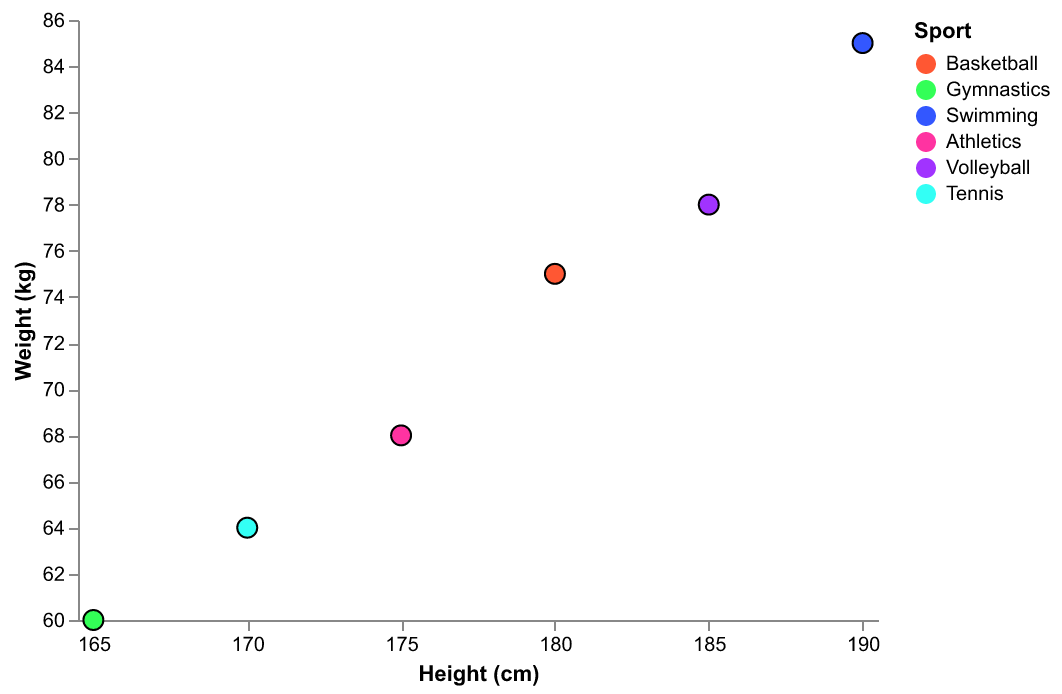 86
84
82
80
78
76
74
72
70
68
66
64
62
60
Weight (kg)
165 170 175 180 185 190
Height (cm)
Sport
Basketball
Gymnastics
Swimming
Athletics
Volleyball
Tennis